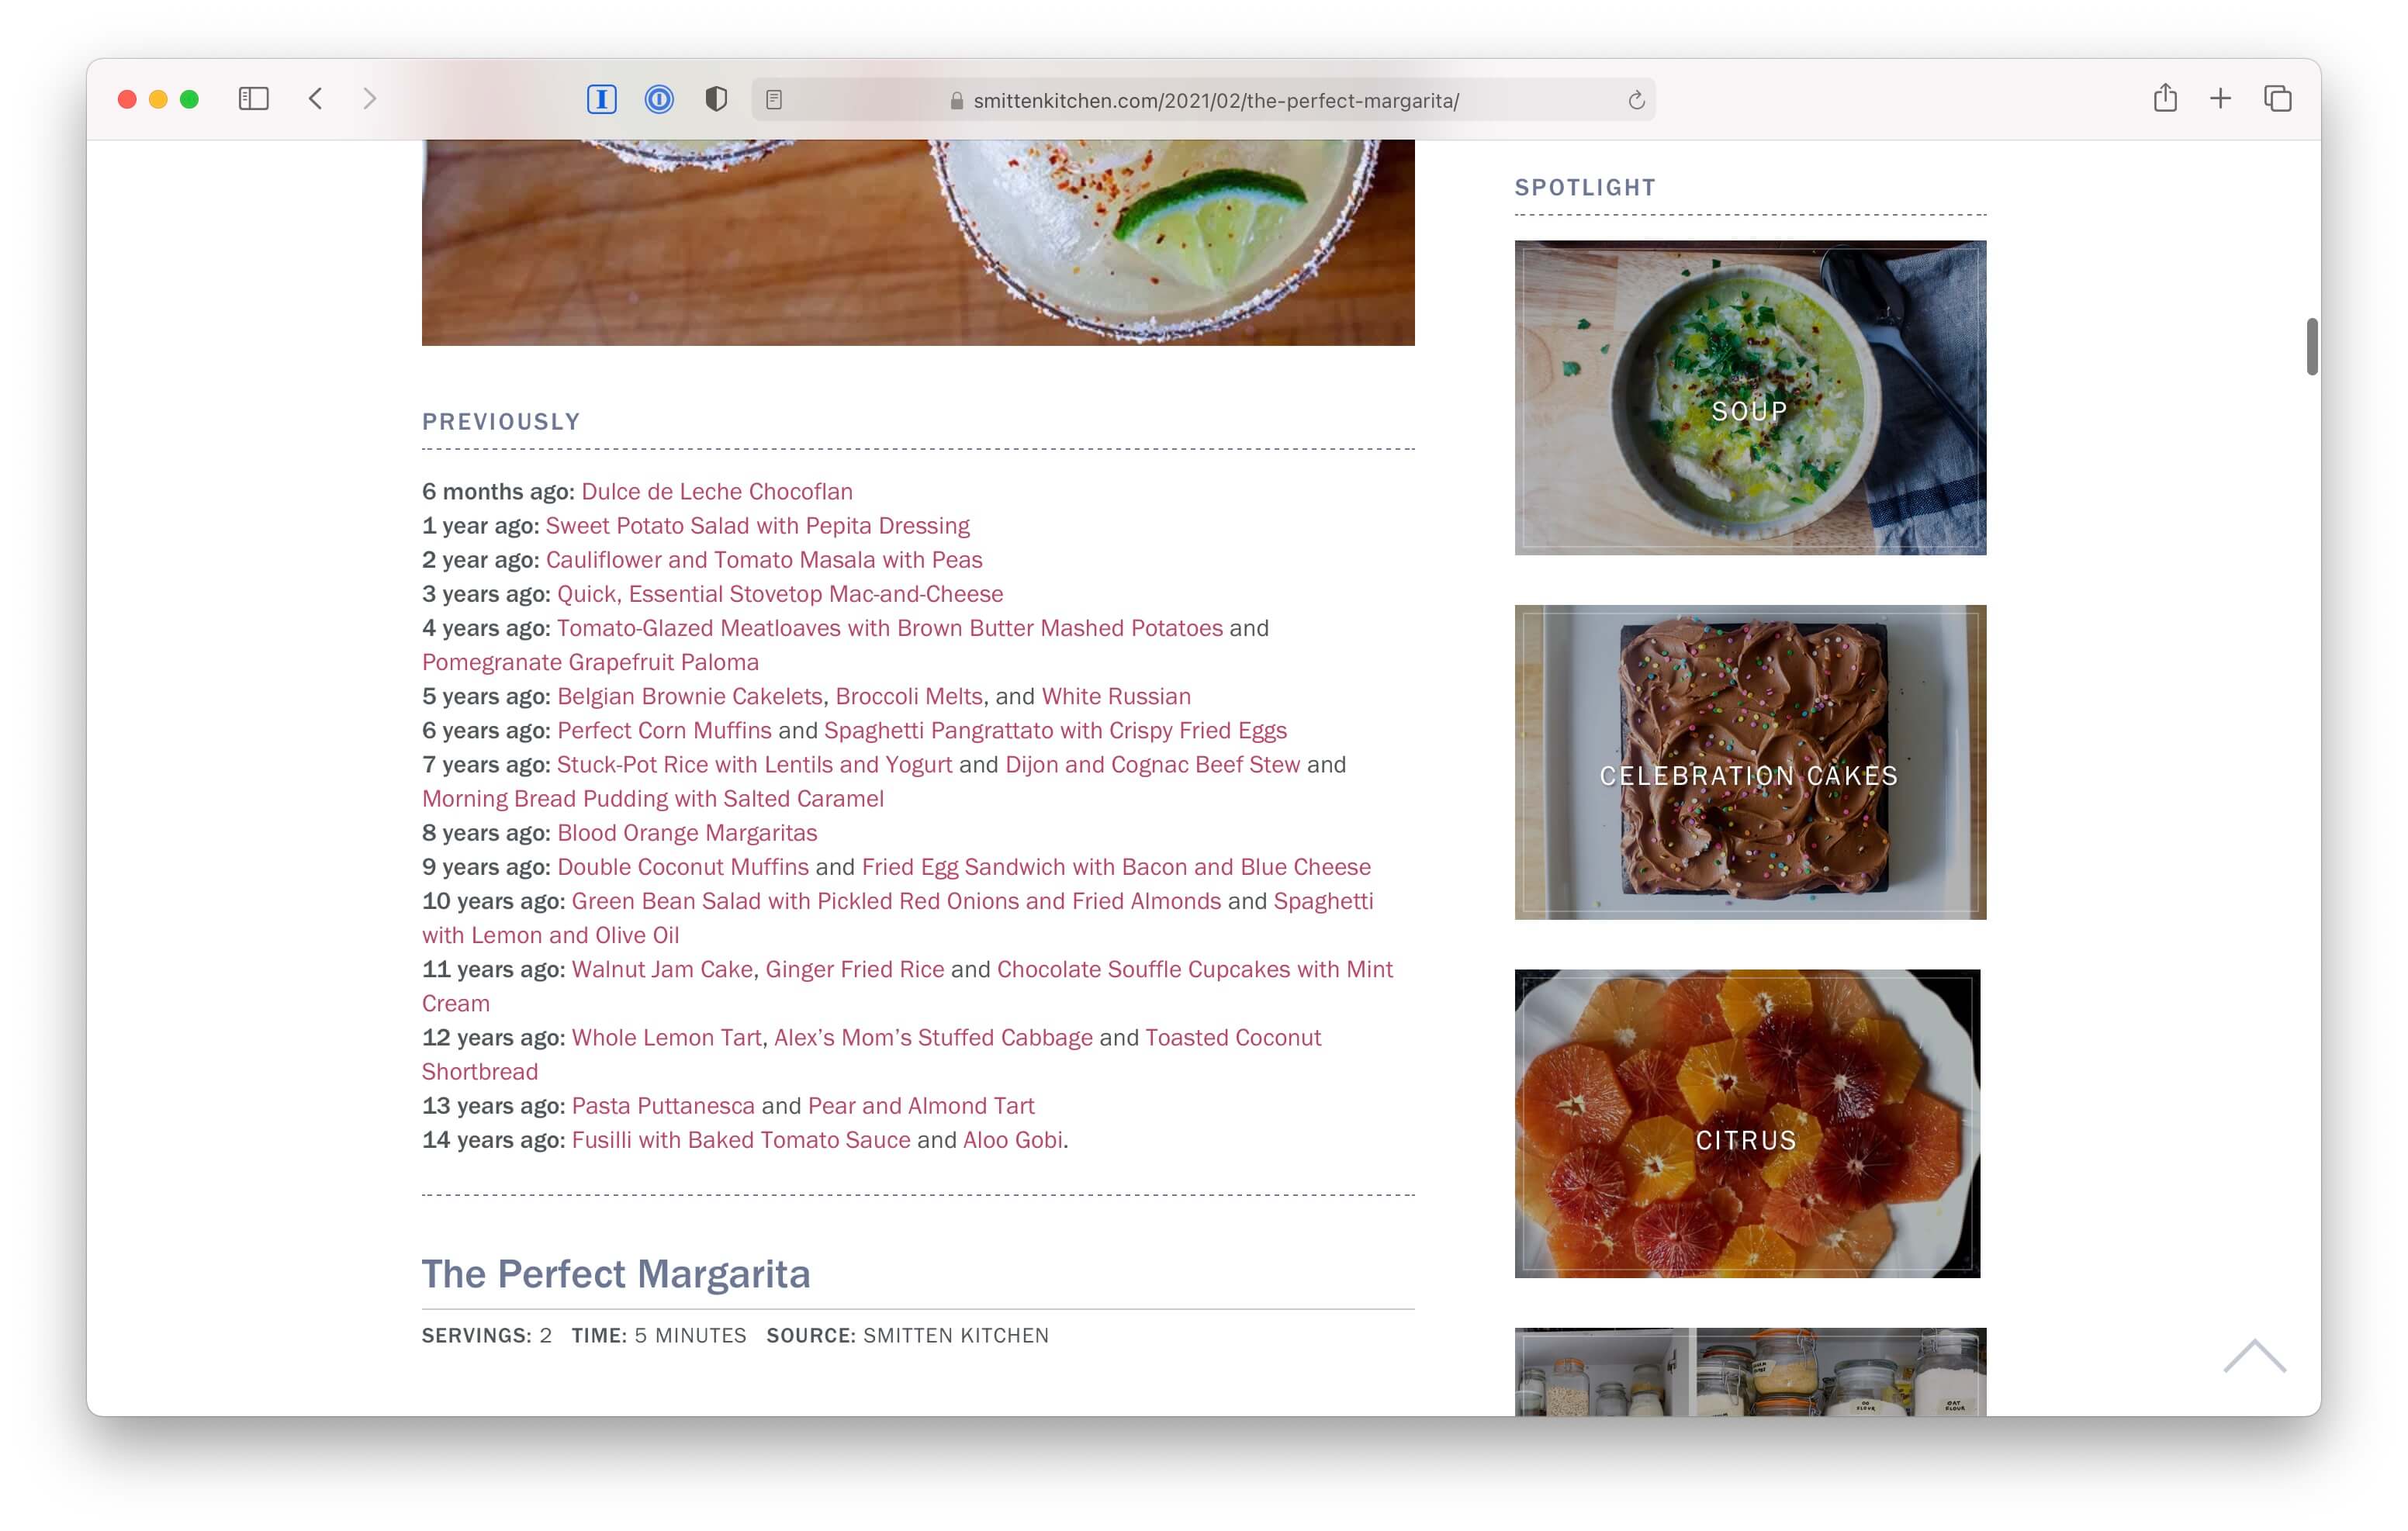 smittenkitchen.com/2021/02/the-perfect-margarita/
PREVIOUSLY
6 months ago: Dulce de Leche Chocoflan
1 year ago: Sweet Potato Salad with Pepita Dressing
2 year ago: Cauliflower and Tomato Masala with Peas
3 years ago: Quick, Essential Stovetop Mac-and-Cheese
4 years ago: Tomato-Glazed Meatloaves with Brown Butter Mashed Potatoes and
Pomegranate Grapefruit Paloma
5 years ago: Belgian Brownie Cakelets, Broccoli Melts, and White Russian
6 years ago: Perfect Corn Muffins and Spaghetti Pangrattato with Crispy Fried Eggs
7 years ago: Stuck-Pot Rice with Lentils and Yogurt and Dijon and Cognac Beef Stew and
Morning Bread Pudding with Salted Caramel
8 years ago: Blood Orange Margaritas
9 years ago: Double Coconut Muffins and Fried Egg Sandwich with Bacon and Blue Cheese
10 years ago: Green Bean Salad with Pickled Red Onions and Fried Almonds and Spaghetti
with Lemon and Olive Oil
11 years ago: Walnut Jam Cake, Ginger Fried Rice and Chocolate Souffle Cupcakes with Mint
Cream
12 years ago: Whole Lemon Tart, Alex’s Mom’s Stuffed Cabbage and Toasted Coconut
Shortbread
13 years ago: Pasta Puttanesca and Pear and Almond Tart
14 years ago: Fusilli with Baked Tomato Sauce and Aloo Gobi.
The Perfect Margarita
SERVINGS: 2 TIME: 5 MINUTES SOURCE: SMITTEN KITCHEN
SPOTLIGHT
SOUP
CELEBRATION CAKES
CITRUS
OAT
FLOUR